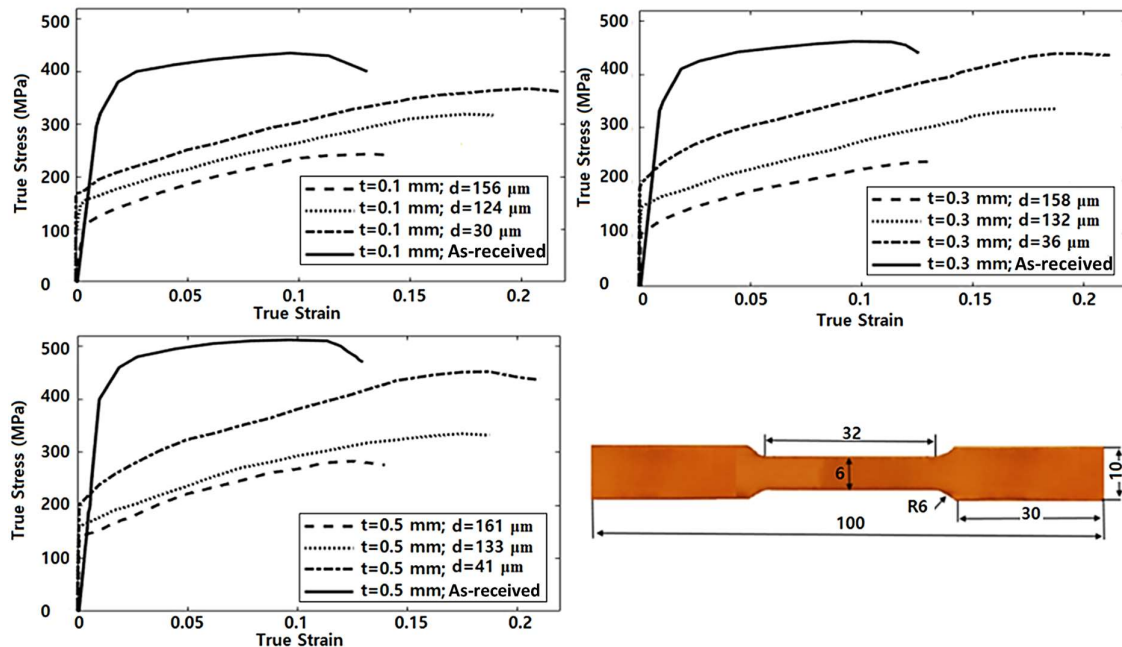 True Stress (MPa)
500
400
300
200
100
0
t=0.1 mm; d=156 μm
t=0.1 mm; d=124 μm
t=0.1 mm; d=30 μm
t=0.1 mm; As-received
0 0.05 0.1 0.15 0.2
True Strain
True Stress (MPa)
500
400
300
200
100
0
t=0.3 mm; d=158 μm
t=0.3 mm; d=132 μm
t=0.3 mm; d=36 μm
t=0.3 mm; As-received
0 0.05 0.1 0.15 0.2
True Strain
True Stress (MPa)
500
400
300
200
100
0
t=0.5 mm; d=161 μm
t=0.5 mm; d=133 μm
t=0.5 mm; d=41 μm
t=0.5 mm; As-received
0 0.05 0.1 0.15 0.2
True Strain
32
6
10
R6
30
100